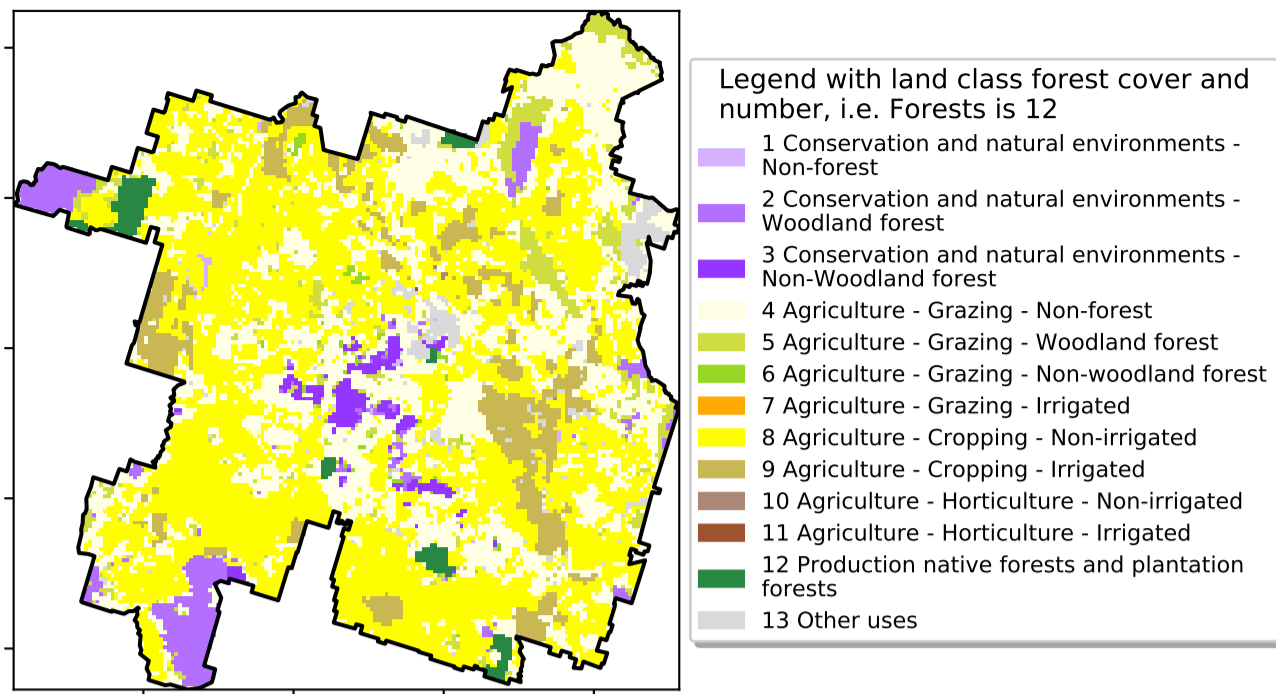 Legend with land class forest cover and
number, i.e. Forests is 12
1 Conservation and natural environments -
Non-forest
2 Conservation and natural environments -
Woodland forest
3 Conservation and natural environments -
Non-Woodland forest
4 Agriculture - Grazing - Non-forest
5 Agriculture - Grazing - Woodland forest
6 Agriculture - Grazing - Non-woodland forest
7 Agriculture - Grazing - Irrigated
8 Agriculture - Cropping - Non-irrigated
9 Agriculture - Cropping - Irrigated
10 Agriculture - Horticulture - Non-irrigated
11 Agriculture - Horticulture - Irrigated
12 Production native forests and plantation
forests
13 Other uses